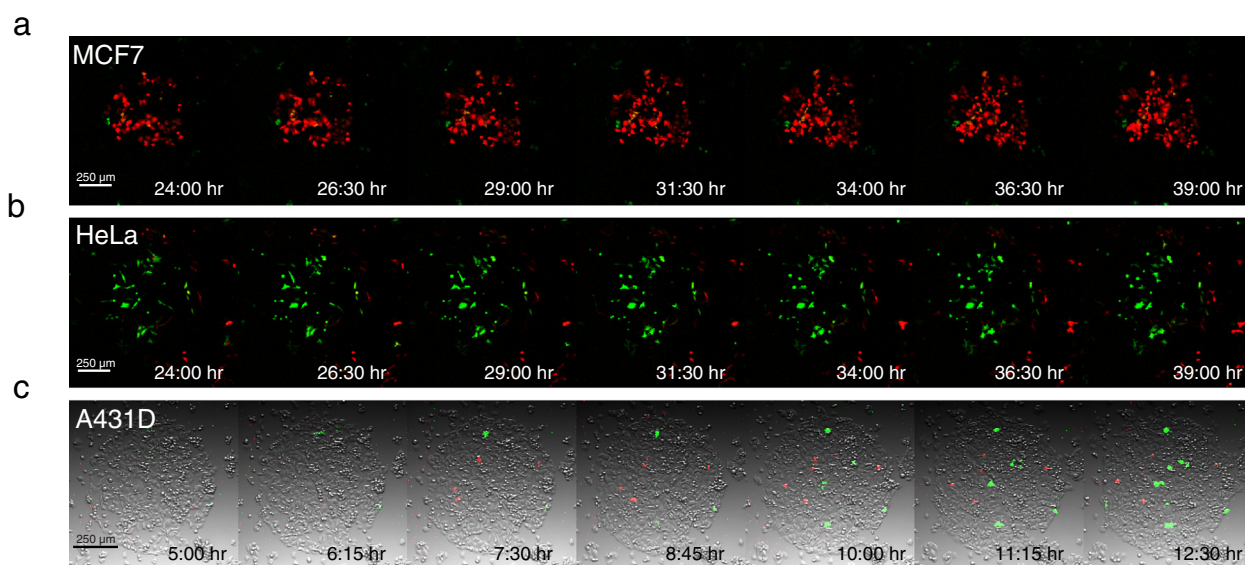 a
MCF7
250 µm
24:00 hr 26:30 hr 29:00 hr 31:30 hr 34:00 hr 36:30 hr 39:00 hr
b
HeLa
250 µm
24:00 hr 26:30 hr 29:00 hr 31:30 hr 34:00 hr 36:30 hr 39:00 hr
c
A431D
250 µm
5:00 hr 6:15 hr 7:30 hr 8:45 hr 10:00 hr 11:15 hr 12:30 hr